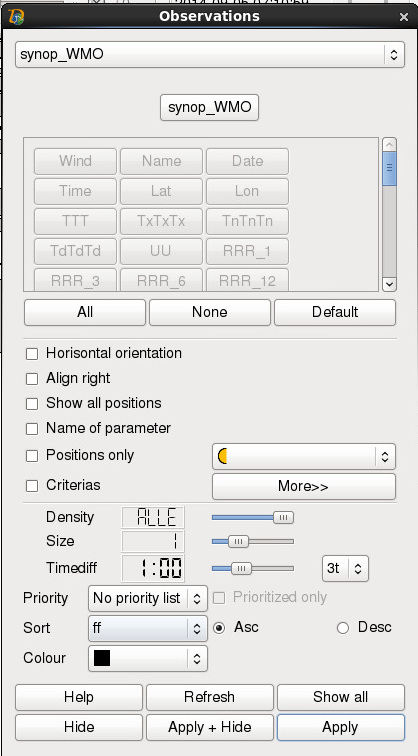 Observations
synop_WMO
synop_WMO
Wind Name Date
Time Lat Lon
TTT TxTxTx TnTnTn
TdTdTd UU RRR_1
RRR_3 RRR_6 RRR_12
All None Default
Horisontal orientation
Align right
Show all positions
Name of parameter
Positions only
Criterias More>>
Density ALLE
Size 1
Timediff 1:00 3t
Priority No priority list Prioritized only
Sort ff Asc Desc
Colour
Help Refresh Show all
Hide Apply + Hide Apply